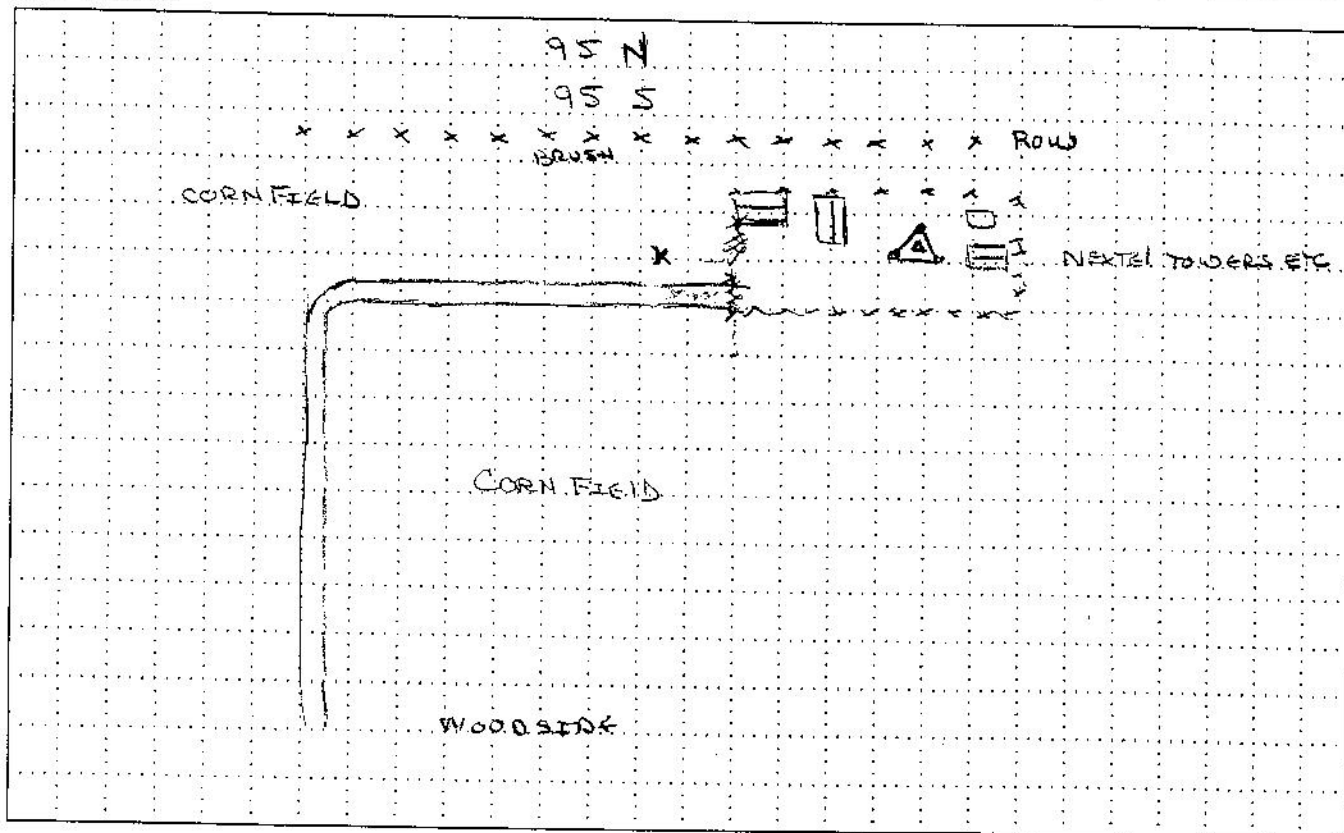 95 N
95 S
ROW
BRUSH
CORN FIELD
NEXTEL TOWERS ETC
CORN FIELD
WOODSIDE